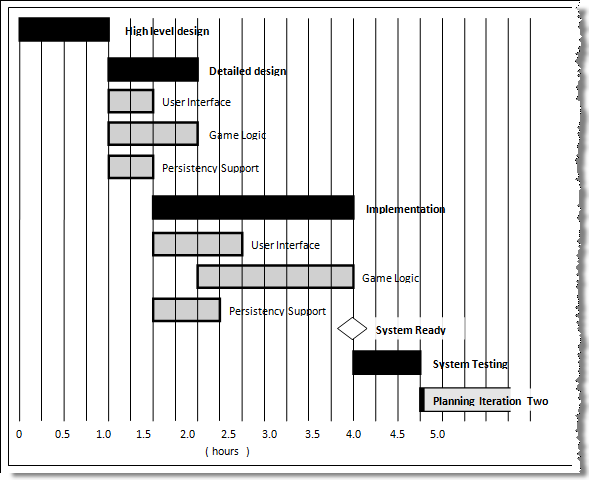 High level design
Detailed design
User Interface
Game Logic
Persistency Support
Implementation
User Interface
Game Logic
Persistency Support
System Ready
System Testing
Planning Iteration Two
0 0.5 1.0 1.5 2.0 2.5 3.0 3.5 4.0 4.5 5.0
( hours )